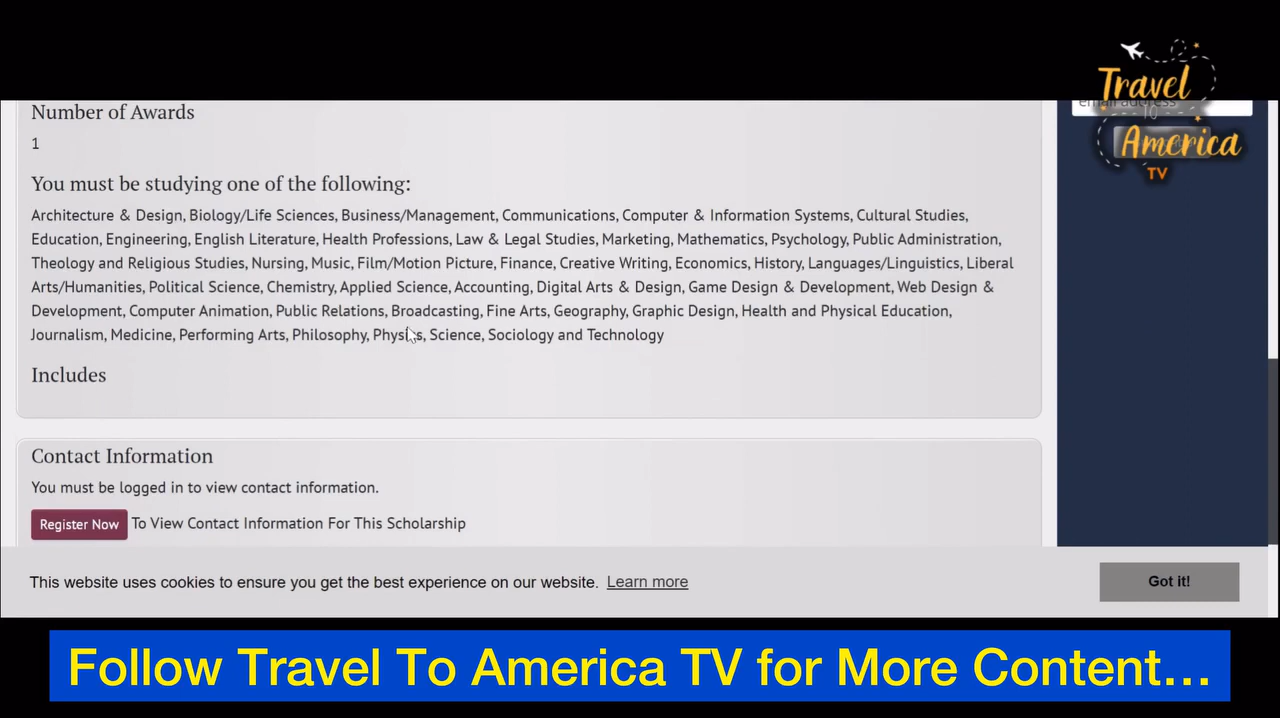 Travel
TO
America
TV
email address
Number of Awards
1
You must be studying one of the following:
Architecture & Design, Biology/Life Sciences, Business/Management, Communications, Computer & Information Systems, Cultural Studies,
Education, Engineering, English Literature, Health Professions, Law & Legal Studies, Marketing, Mathematics, Psychology, Public Administration,
Theology and Religious Studies, Nursing, Music, Film/Motion Picture, Finance, Creative Writing, Economics, History, Languages/Linguistics, Liberal
Arts/Humanities, Political Science, Chemistry, Applied Science, Accounting, Digital Arts & Design, Game Design & Development, Web Design &
Development, Computer Animation, Public Relations, Broadcasting, Fine Arts, Geography, Graphic Design, Health and Physical Education,
Journalism, Medicine, Performing Arts, Philosophy, Physics, Science, Sociology and Technology
Includes
Contact Information
You must be logged in to view contact information.
Register Now To View Contact Information For This Scholarship
This website uses cookies to ensure you get the best experience on our website. Learn more
Got it!
Follow Travel To America TV for More Content...